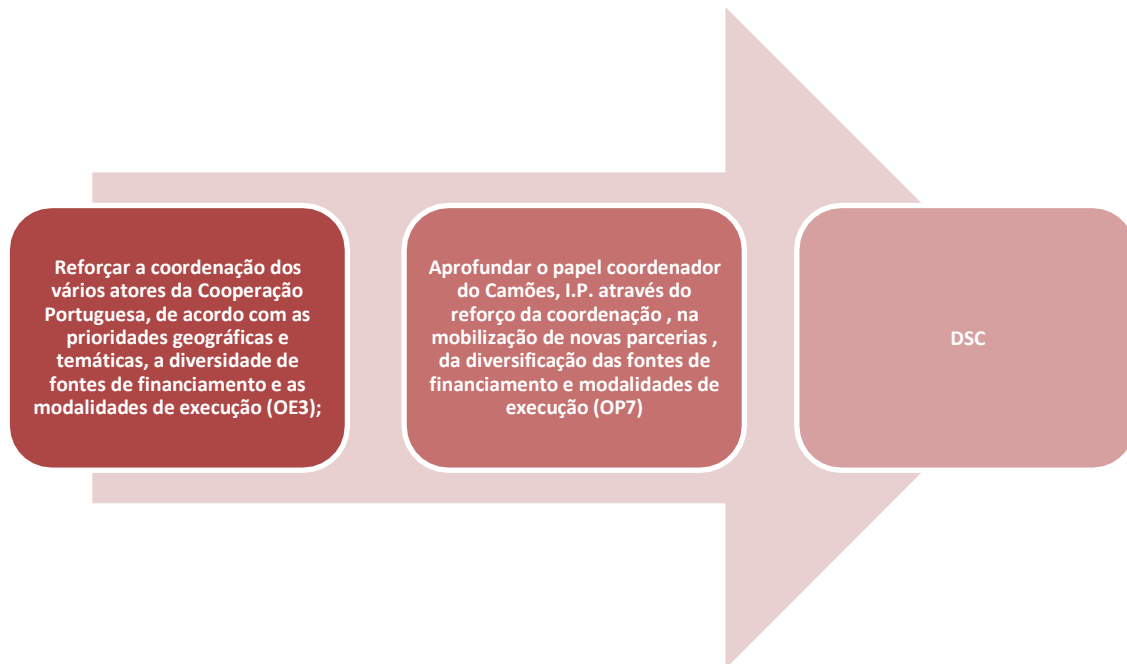 Reforçar a coordenação dos
vários atores da Cooperação
Portuguesa, de acordo com as
prioridades geográficas e
temáticas, a diversidade de
fontes de financiamento e as
modalidades de execução (OE3);
Aprofundar o papel coordenador
do Camões, I.P. através do
reforço da coordenação , na
mobilização de novas parcerias ,
da diversificação das fontes de
financiamento e modalidades de
execução (OP7)
DSC